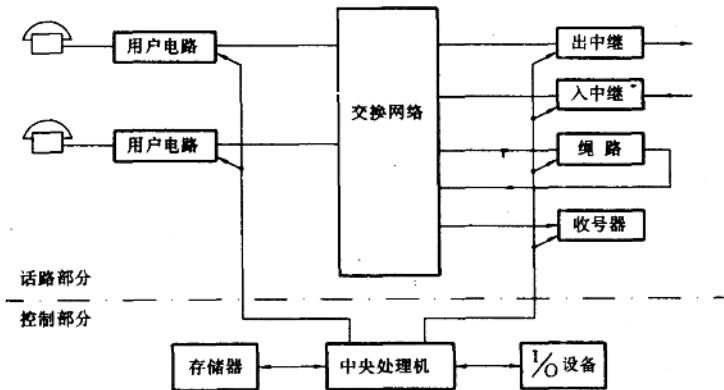 用户电路
出中继
入中继
交换网络
用户电路
绳路
收号器
话路部分
控制部分
存储器
中央处理机
I/O设备